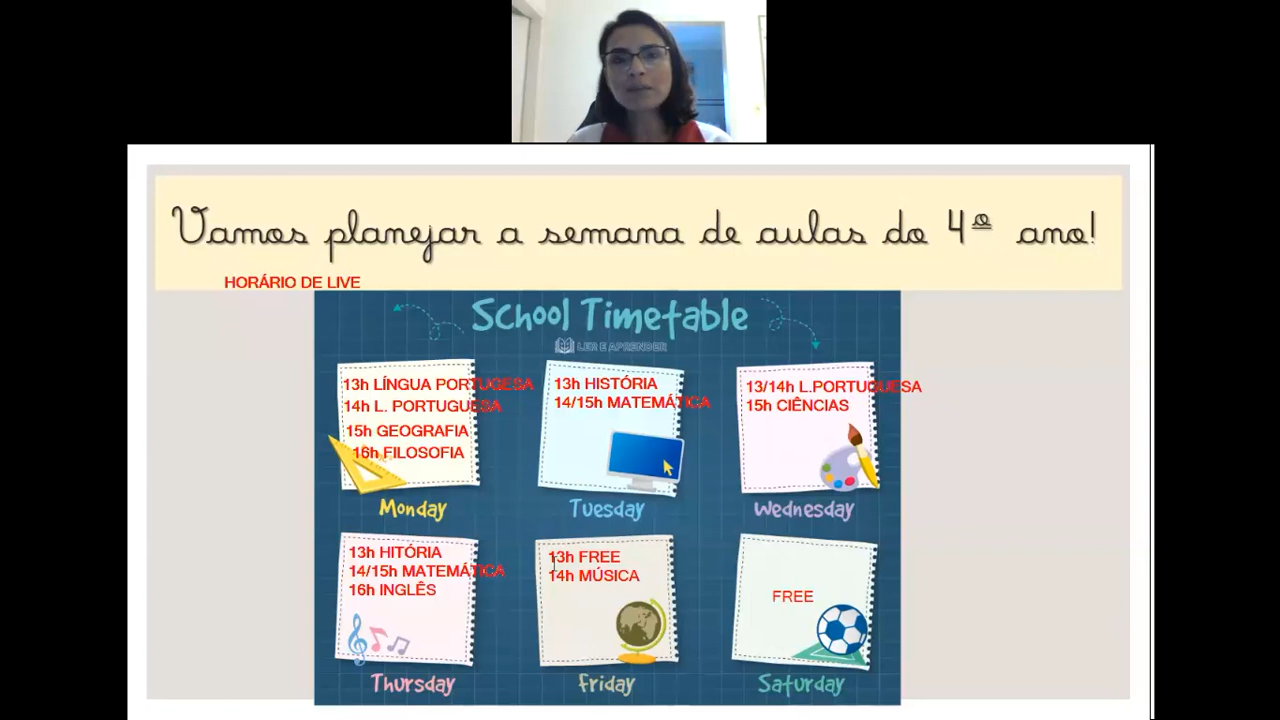 Vamos planejar a semana de aulas do 4º ano!
HORÁRIO DE LIVE
School Timetable
LER E APRENDER
13h LÍNGUA PORTUGESA
14h L. PORTUGUESA
15h GEOGRAFIA
16h FILOSOFIA
Monday
13h HISTÓRIA
14/15h MATEMÁTICA
Tuesday
13/14h L.PORTUGUESA
15h CIÊNCIAS
Wednesday
13h HITÓRIA
14/15h MATEMÁTICA
16h INGLÊS
Thursday
13h FREE
14h MÚSICA
Friday
FREE
Saturday